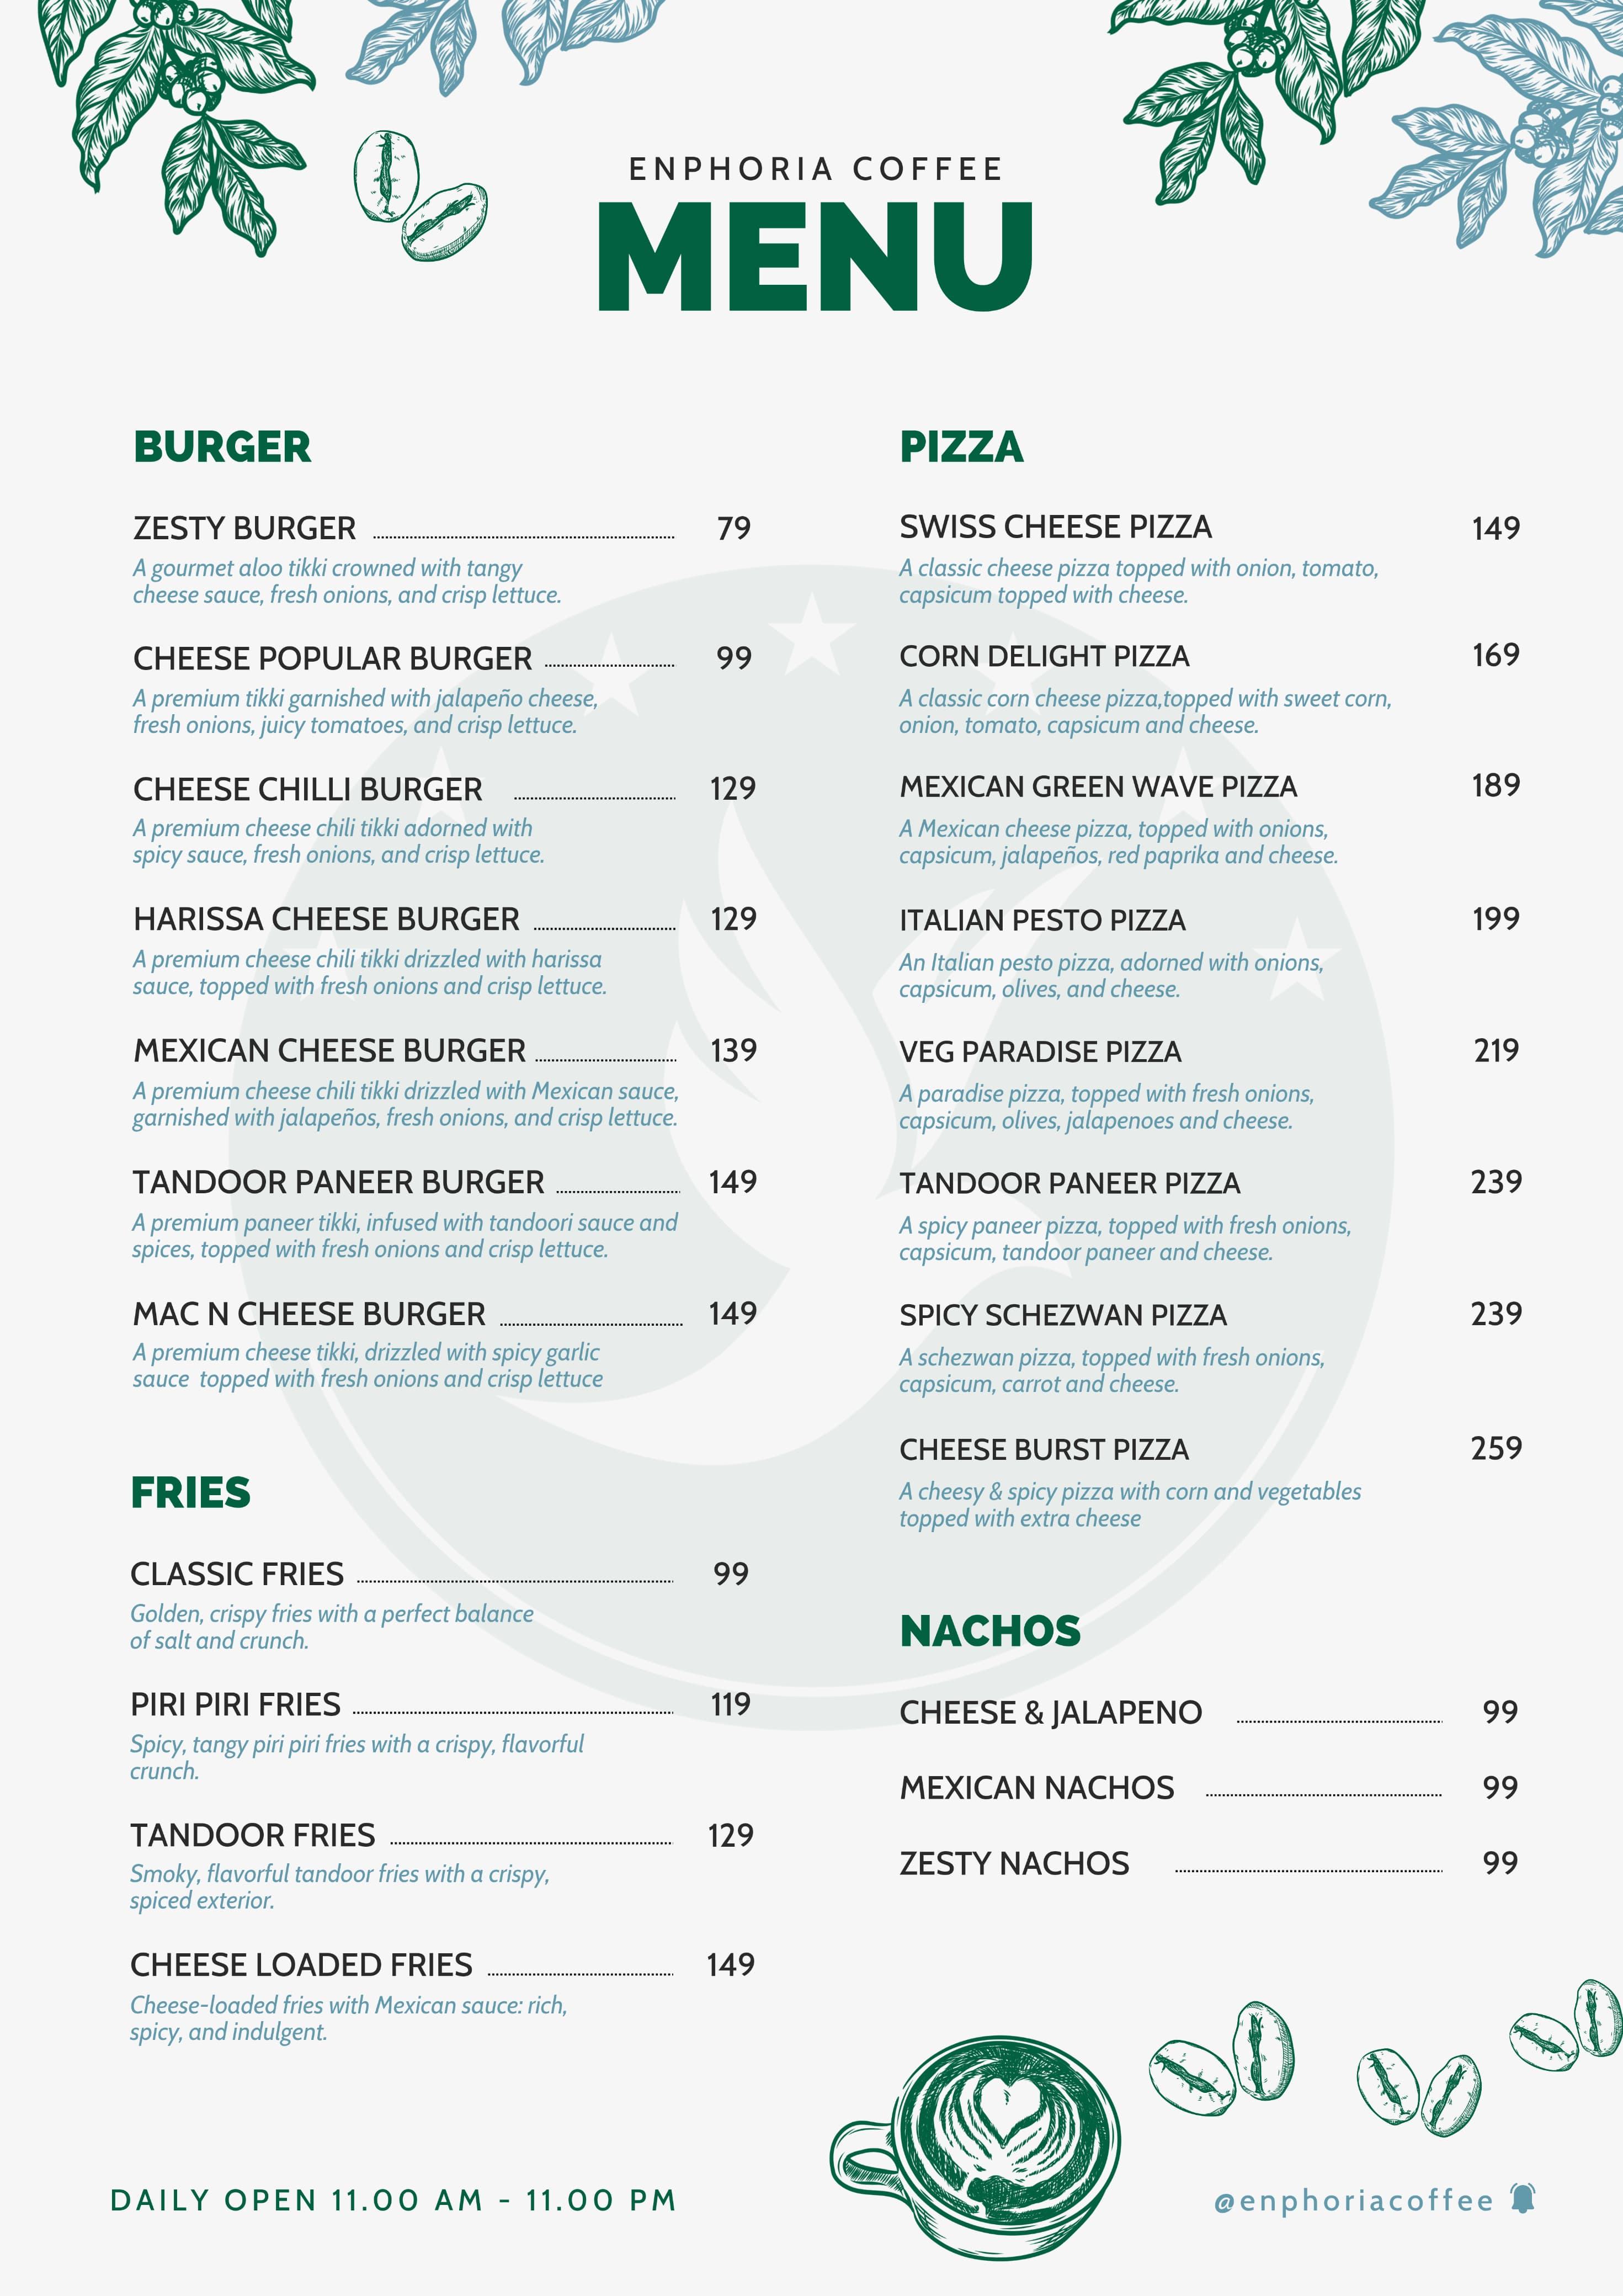 ENPHORIA COFFEE
MENU
BURGER
ZESTY BURGER 79
A gourmet aloo tikki crowned with tangy
cheese sauce, fresh onions, and crisp lettuce.
CHEESE POPULAR BURGER 99
A premium tikki garnished with jalapeño cheese,
fresh onions, juicy tomatoes, and crisp lettuce.
CHEESE CHILLI BURGER 129
A premium cheese chili tikki adorned with
spicy sauce, fresh onions, and crisp lettuce.
HARISSA CHEESE BURGER 129
A premium cheese chili tikki drizzled with harissa
sauce, topped with fresh onions and crisp lettuce.
MEXICAN CHEESE BURGER 139
A premium cheese chili tikki drizzled with Mexican sauce,
garnished with jalapeños, fresh onions, and crisp lettuce.
TANDOOR PANEER BURGER 149
A premium paneer tikki, infused with tandoori sauce and
spices, topped with fresh onions and crisp lettuce.
MAC N CHEESE BURGER 149
A premium cheese tikki, drizzled with spicy garlic
sauce topped with fresh onions and crisp lettuce
FRIES
CLASSIC FRIES 99
Golden, crispy fries with a perfect balance
of salt and crunch.
PIRI PIRI FRIES 119
Spicy, tangy piri piri fries with a crispy, flavorful
crunch.
TANDOOR FRIES 129
Smoky, flavorful tandoor fries with a crispy,
spiced exterior.
CHEESE LOADED FRIES 149
Cheese-loaded fries with Mexican sauce: rich,
spicy, and indulgent.
PIZZA
SWISS CHEESE PIZZA 149
A classic cheese pizza topped with onion, tomato,
capsicum topped with cheese.
CORN DELIGHT PIZZA 169
A classic corn cheese pizza,topped with sweet corn,
onion, tomato, capsicum and cheese.
MEXICAN GREEN WAVE PIZZA 189
A Mexican cheese pizza, topped with onions,
capsicum, jalapeños, red paprika and cheese.
ITALIAN PESTO PIZZA 199
An Italian pesto pizza, adorned with onions,
capsicum, olives, and cheese.
VEG PARADISE PIZZA 219
A paradise pizza, topped with fresh onions,
capsicum, olives, jalapenoes and cheese.
TANDOOR PANEER PIZZA 239
A spicy paneer pizza, topped with fresh onions,
capsicum, tandoor paneer and cheese.
SPICY SCHEZWAN PIZZA 239
A schezwan pizza, topped with fresh onions,
capsicum, carrot and cheese.
CHEESE BURST PIZZA 259
A cheesy & spicy pizza with corn and vegetables
topped with extra cheese
NACHOS
CHEESE & JALAPENO 99
MEXICAN NACHOS 99
ZESTY NACHOS 99
DAILY OPEN 11.00 AM - 11.00 PM
@enphoriacoffee